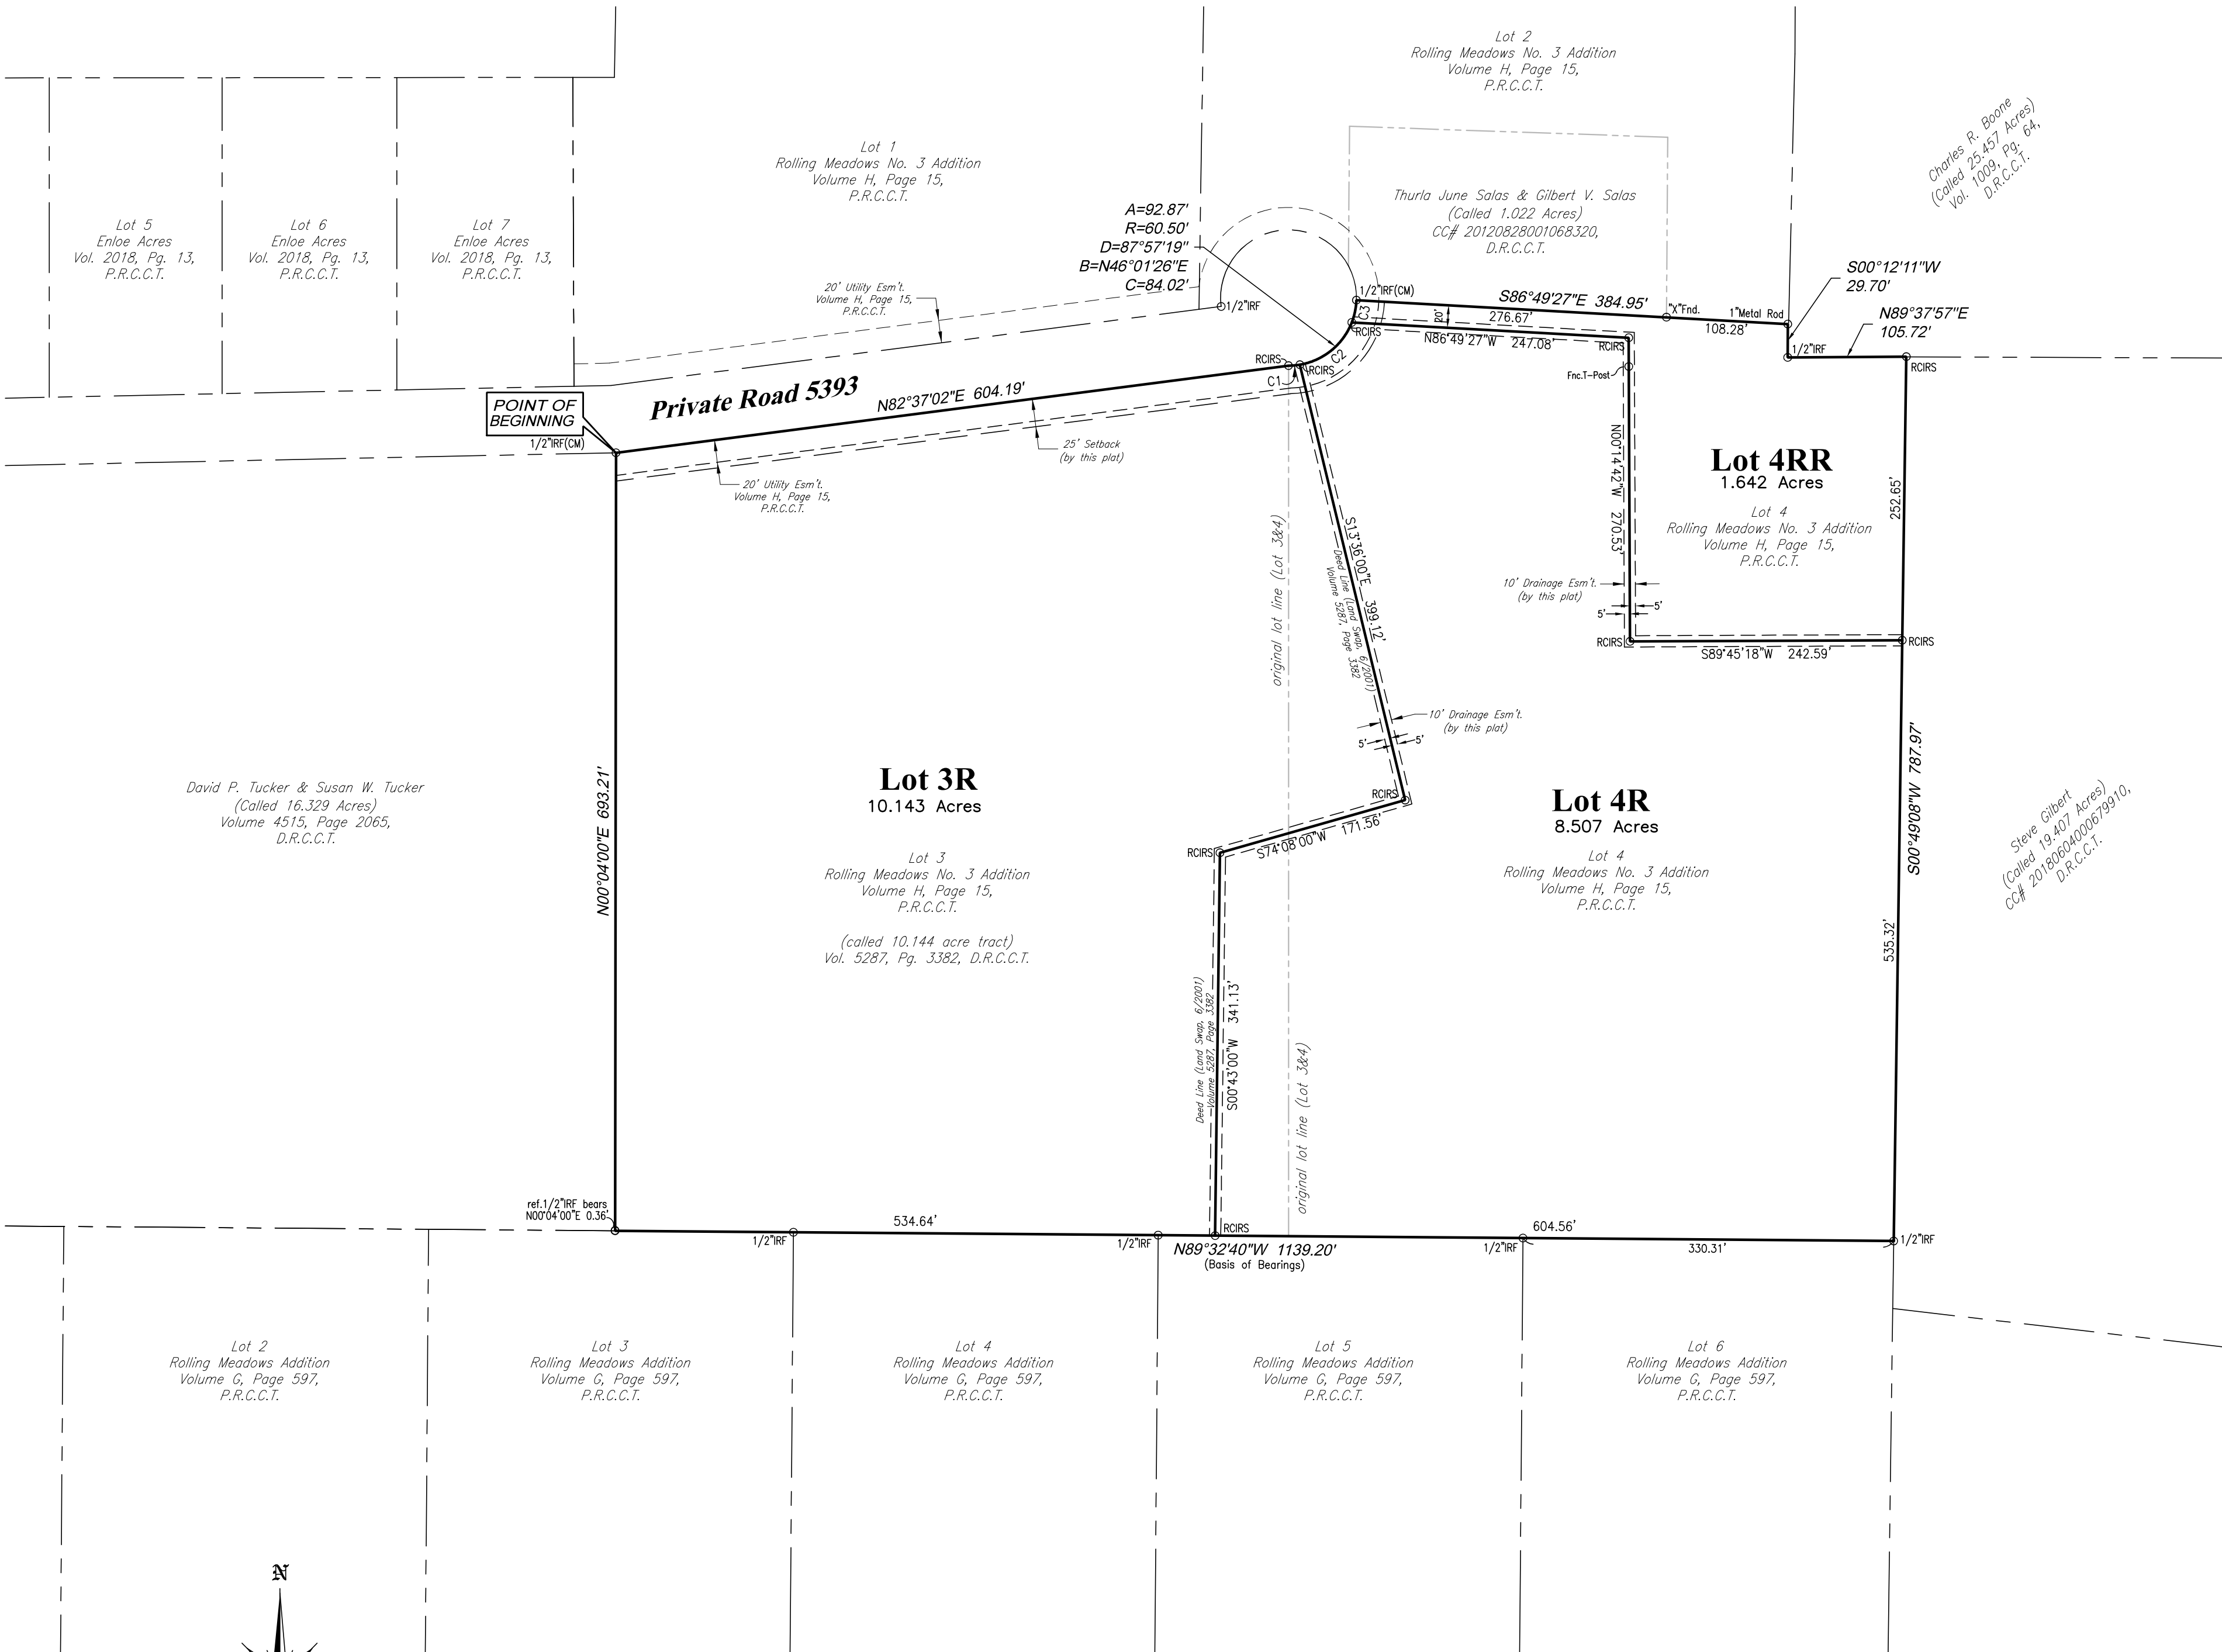 Lot 2
Rolling Meadows No. 3 Addition
Volume H, Page 15,
P.R.C.C.T.
Charles R. Boone
(Called 25.457 Acres)
Vol. 1009, Pg. 64,
D.R.C.C.T.
Lot 1
Rolling Meadows No. 3 Addition
Volume H, Page 15,
P.R.C.C.T.
Thurla June Salas & Gilbert V. Salas
(Called 1.022 Acres)
CC# 20120828001068320,
D.R.C.C.T.
Lot 5
Enloe Acres
Vol. 2018, Pg. 13,
P.R.C.C.T.
Lot 6
Enloe Acres
Vol. 2018, Pg. 13,
P.R.C.C.T.
Lot 7
Enloe Acres
Vol. 2018, Pg. 13,
P.R.C.C.T.
A=92.87'
R=60.50'
D=87°57'19"
B=N46°01'26"E
C=84.02'
20' Utility Esm't.
Volume H, Page 15,
P.R.C.C.T.
1/2"IRF
1/2"IRF(CM)
S86°49'27"E 384.95'
276.67'
20'
"X"Fnd.
1"Metal Rod
108.28'
S00°12'11"W
29.70'
N89°37'57"E
105.72'
1/2"IRF
RCIRS
C3
RCIRS
N86°49'27"W 247.08'
RCIRS
Fnc.T-Post
C2
RCIRS
RCIRS
C1
POINT OF
BEGINNING
1/2"IRF(CM)
Private Road 5393
N82°37'02"E 604.19'
25' Setback
(by this plat)
20' Utility Esm't.
Volume H, Page 15,
P.R.C.C.T.
Lot 4RR
1.642 Acres
Lot 4
Rolling Meadows No. 3 Addition
Volume H, Page 15,
P.R.C.C.T.
252.65'
N00°14'42"W 270.53'
10' Drainage Esm't.
(by this plat)
5'
5'
RCIRS
S89°45'18"W 242.59'
RCIRS
original lot line (Lot 3&4)
S13°36'00"E 399.12'
Deed Line (Land Swap, 6/2001)
Volume 5287, Page 3382
10' Drainage Esm't.
(by this plat)
5'
5'
RCIRS
S74°08'00"W 171.56'
RCIRS
David P. Tucker & Susan W. Tucker
(Called 16.329 Acres)
Volume 4515, Page 2065,
D.R.C.C.T.
N00°04'00"E 693.21'
Lot 3R
10.143 Acres
Lot 3
Rolling Meadows No. 3 Addition
Volume H, Page 15,
P.R.C.C.T.
(called 10.144 acre tract)
Vol. 5287, Pg. 3382, D.R.C.C.T.
Lot 4R
8.507 Acres
Lot 4
Rolling Meadows No. 3 Addition
Volume H, Page 15,
P.R.C.C.T.
S00°49'08"W 787.97'
535.32'
Steve Gilbert
(Called 19.407 Acres)
CC# 20180604000679910,
D.R.C.C.T.
Deed Line (Land Swap, 6/2001)
Volume 5287, Page 3382
S00°43'00"W 341.13'
original lot line (Lot 3&4)
ref.1/2"IRF bears
N00°04'00"E 0.36'
534.64'
1/2"IRF
1/2"IRF
RCIRS
N89°32'40"W 1139.20'
(Basis of Bearings)
604.56'
1/2"IRF
330.31'
1/2"IRF
Lot 2
Rolling Meadows Addition
Volume G, Page 597,
P.R.C.C.T.
Lot 3
Rolling Meadows Addition
Volume G, Page 597,
P.R.C.C.T.
Lot 4
Rolling Meadows Addition
Volume G, Page 597,
P.R.C.C.T.
Lot 5
Rolling Meadows Addition
Volume G, Page 597,
P.R.C.C.T.
Lot 6
Rolling Meadows Addition
Volume G, Page 597,
P.R.C.C.T.
N